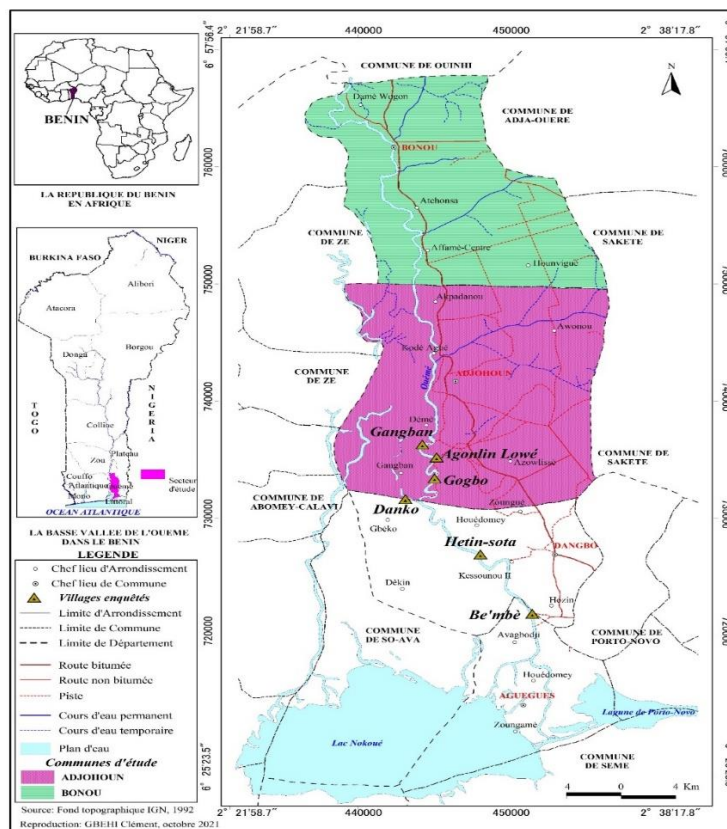 BENIN
LA REPUBLIQUE DU BENIN
EN AFRIQUE
BURKINA FASO
NIGER
Alibori
Atacora
Borgou
Donga
TOGO
NIGERIA
Colline
Zou
Plateau
Couffo
Atlantique
Mono
Littoral
Secteur
d'étude
OCEAN ATLANTIQUE
LA BASSE VALLEE DE L'OUEME
DANS LE BENIN
LEGENDE
Chef lieu d'Arrondissement
Chef lieu de Commune
Villages enquêtés
Limite d'Arrondissement
Limite de Commune
Limite de Département
Route bitumée
Route non bitumée
Piste
Cours d'eau permanent
Cours d'eau temporaire
Plan d'eau
Communes d'étude
ADJOHOUN
BONOU
Source: Fond topographique IGN, 1992
Reproduction: GBEHI Clément, octobre 2021
2° 21'58.7"
440000
450000
2° 38'17.8"
6° 57'56.4"
760000
750000
740000
730000
720000
6° 25'23.5"
COMMUNE DE OUINHI
Damè Wogon
COMMUNE DE
ADJA-OUERE
BONOU
Atchonsa
COMMUNE
DE ZE
Affamè-Centre
COMMUNE DE
SAKETE
Hounviguè
Akpadanou
Awonou
Kodé Agué
Ouémé
COMMUNE
DE ZE
ADJOHOUN
Dèmè
Gangban
Agonlin Lowé
Gangban
Azowlissè
COMMUNE DE
SAKETE
Gogbo
COMMUNE DE
ABOMEY-CALAVI
Danko
Zounguè
Gbéko
Houèdomey
DANGBO
Hetin-sota
Kessounou II
Dékin
Hozin
Be'mbè
COMMUNE
DE SO-AVA
Avagbodji
COMMUNE DE
PORTO-NOVO
Houèdomey
AGUEGUES
Zoungamè
Lagune de Porto-Novo
Lac Nokoué
COMMUNE
DE SEME
4 Km
0
4 Km
2° 21'58.7"
440000
450000
2° 38'17.8"